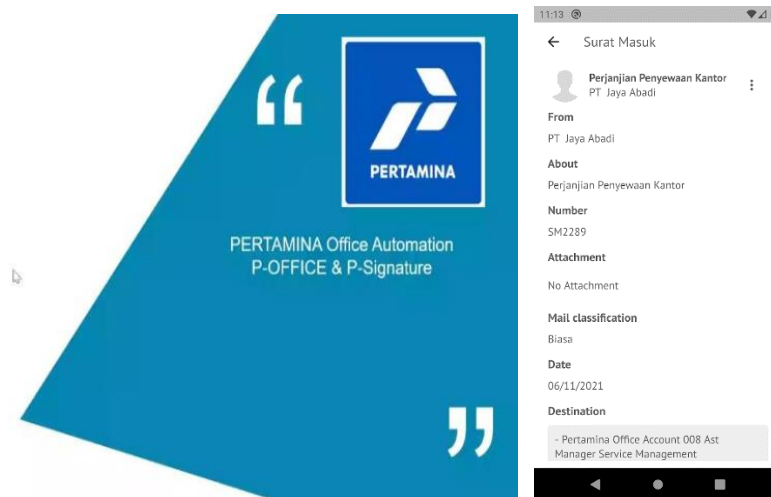 “
PERTAMINA
PERTAMINA Office Automation
P-OFFICE & P-Signature
”
11:13
Surat Masuk
Perjanjian Penyewaan Kantor
PT Jaya Abadi
From
PT Jaya Abadi
About
Perjanjian Penyewaan Kantor
Number
SM2289
Attachment
No Attachment
Mail classification
Biasa
Date
06/11/2021
Destination
- Pertamina Office Account 008 Ast
Manager Service Management